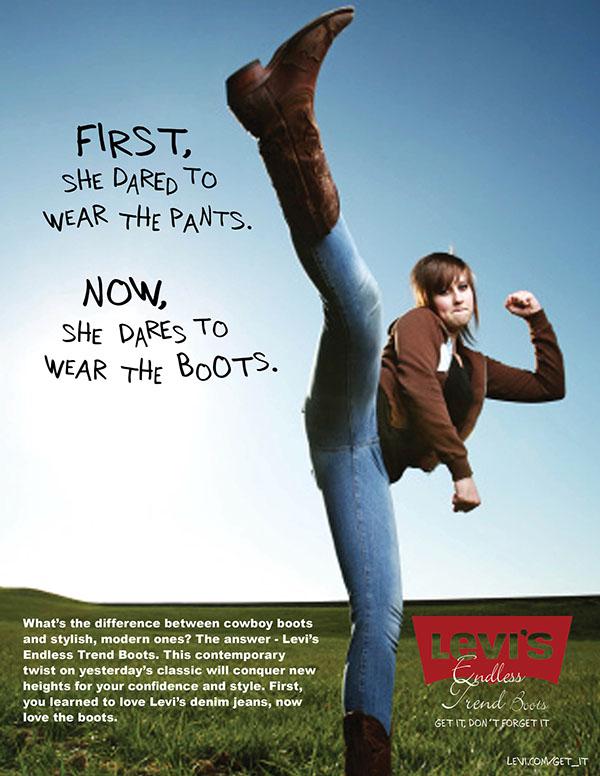 FIRST,
SHE DARED TO
WEAR THE PANTS.
NOW,
SHE DARES TO
WEAR THE BOOTS.
What's the difference between cowboy boots
and stylish, modern ones? The answer - Levi's
Endless Trend Boots. This contemporary
twist on yesterday's classic will conquer new
heights for your confidence and style. First,
you learned to love Levi's denim jeans, now
love the boots.
LEVI'S
Endless
Trend Boots
GET IT, DON'T FORGET IT
LEVI.COM/GET_IT